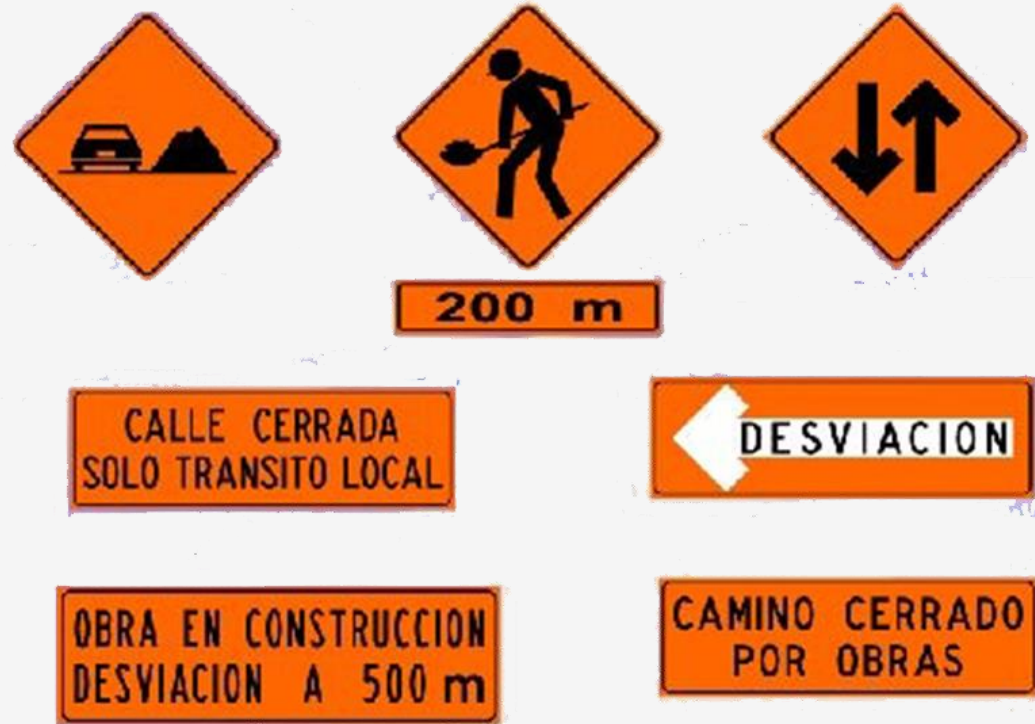 200 m
CALLE CERRADA
SOLO TRANSITO LOCAL
DESVIACION
OBRA EN CONSTRUCCION
DESVIACION A 500 m
CAMINO CERRADO
POR OBRAS